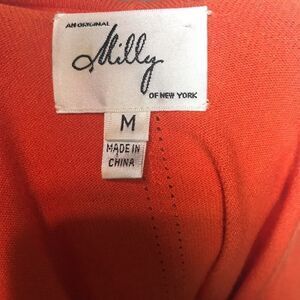 AN ORIGINAL
Milly
OF NEW YORK
M
MADE IN
CHINA